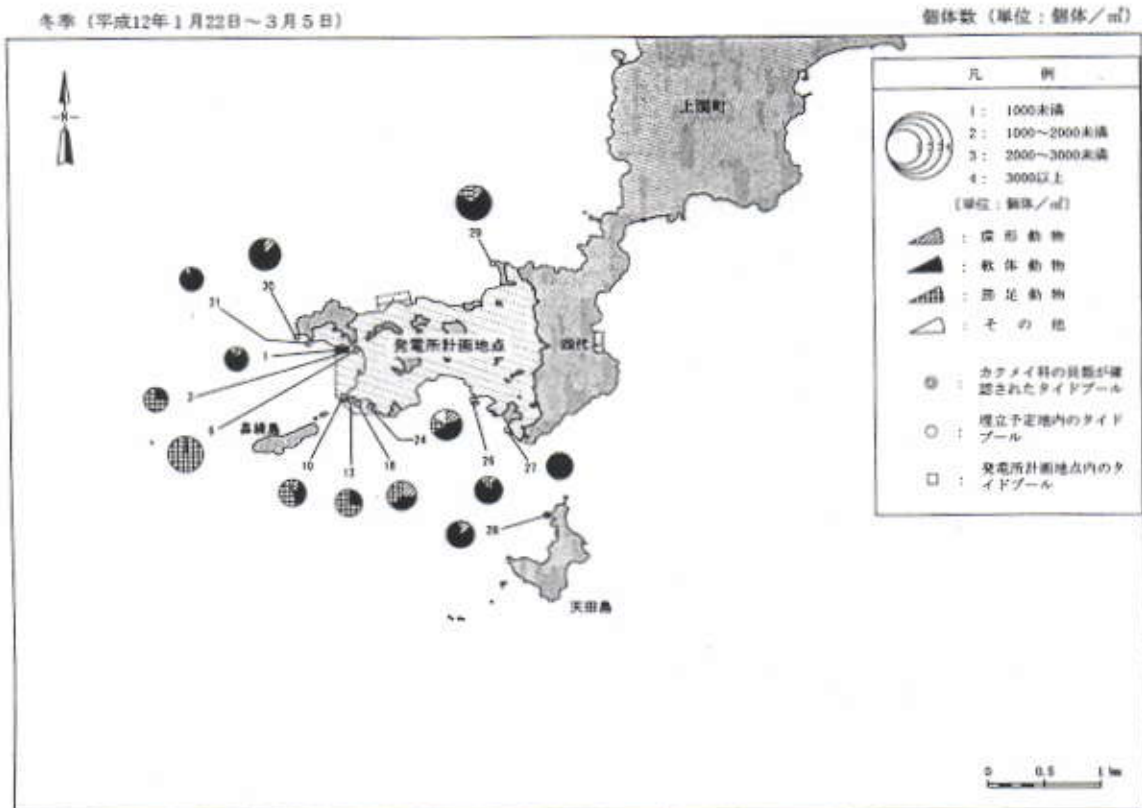 冬季（平成12年1月22日～3月5日）
個体数（単位：個体／㎡）
凡 例
1： 1000未満
2： 1000～2000未満
3： 2000～3000未満
4： 3000以上
（単位：個体／㎡）
： 環形動物
： 軟体動物
： 節足動物
： その他
： カクメイ科の貝類が確
認されたタイドプール
： 埋立予定地内のタイド
プール
： 発電所計画地点内のタ
イドプール
N
上関町
29
30
31
発電所計画地点
四代
1
6
24
10
18
26
27
28
天田島
0 0.5 1 km